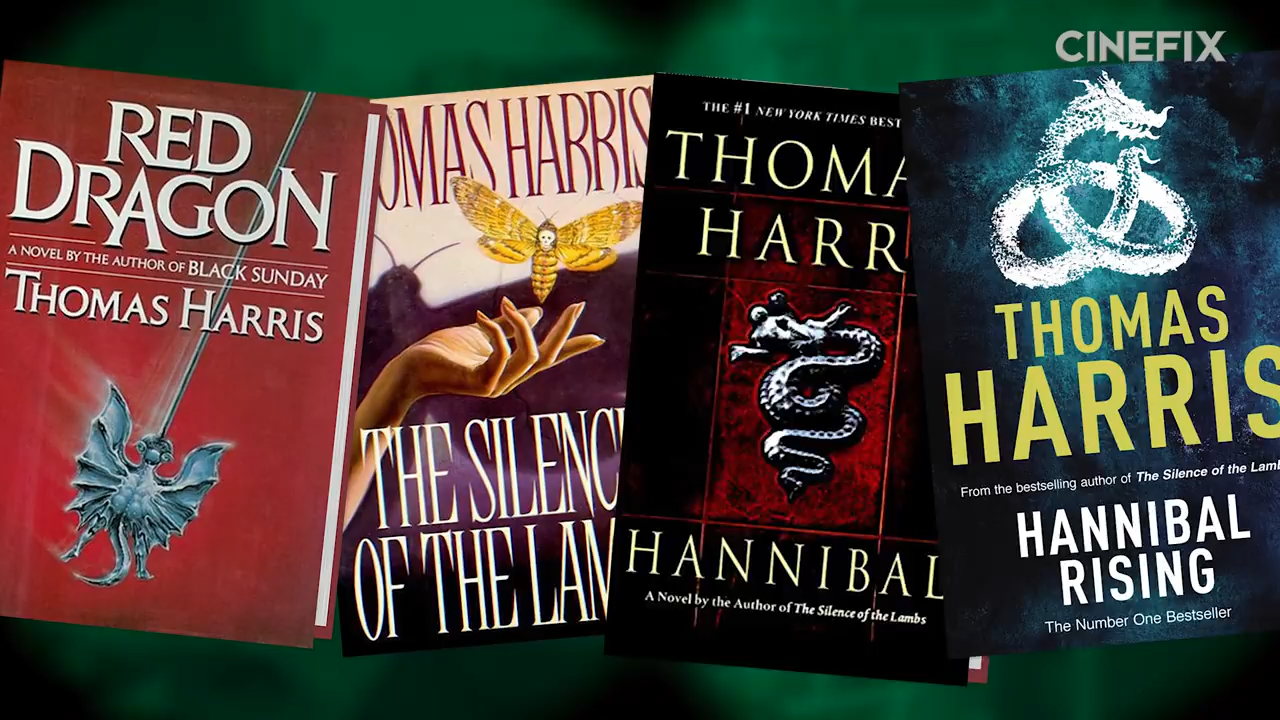 CINEFIX
RED
DRAGON
A NOVEL BY THE AUTHOR OF BLACK SUNDAY
THOMAS HARRIS
OMAS HARRIS
THE SILENC
OF THE LAM
THE #1 NEW YORK TIMES BEST
THOMA
HARR
HANNIBAL
A Novel by the Author of The Silence of the Lambs
THOMAS
HARRIS
From the bestselling author of The Silence of the Lamb
HANNIBAL
RISING
The Number One Bestseller